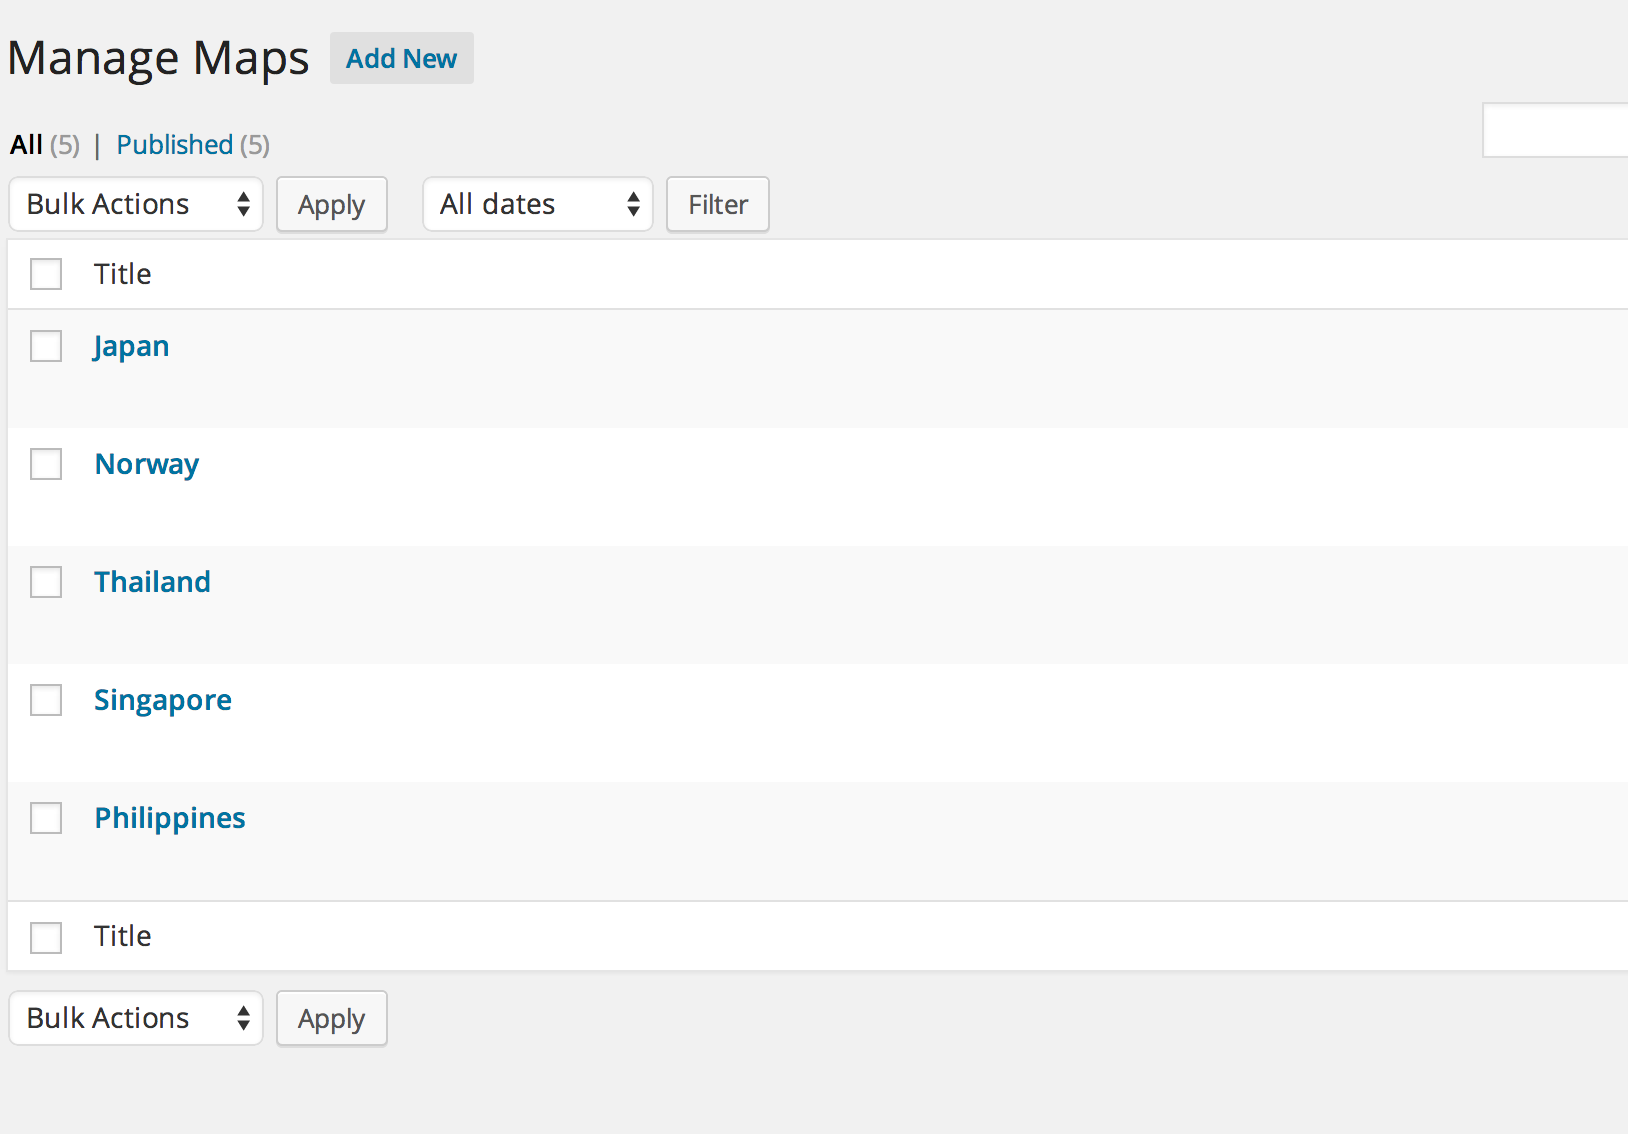 Manage Maps Add New
All (5) | Published (5)
Bulk Actions Apply All dates Filter
Title
Japan
Norway
Thailand
Singapore
Philippines
Title
Bulk Actions Apply